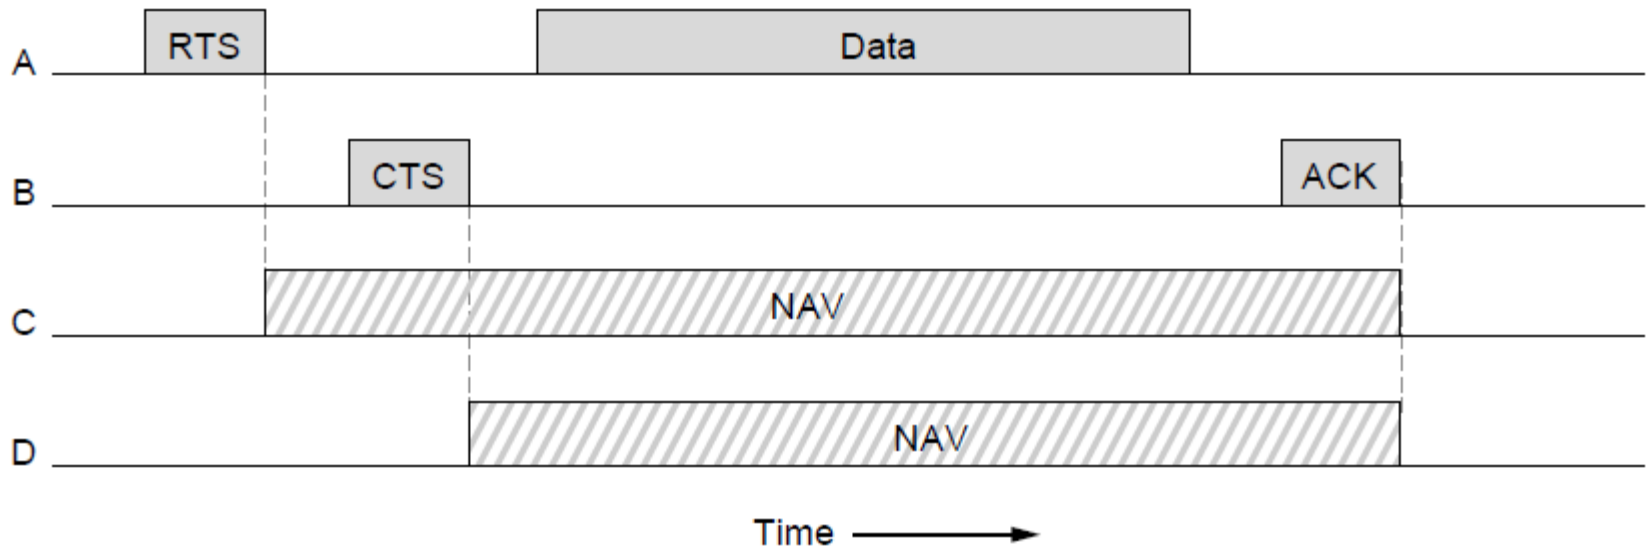 A RTS Data
B CTS ACK
C NAV
D NAV
Time